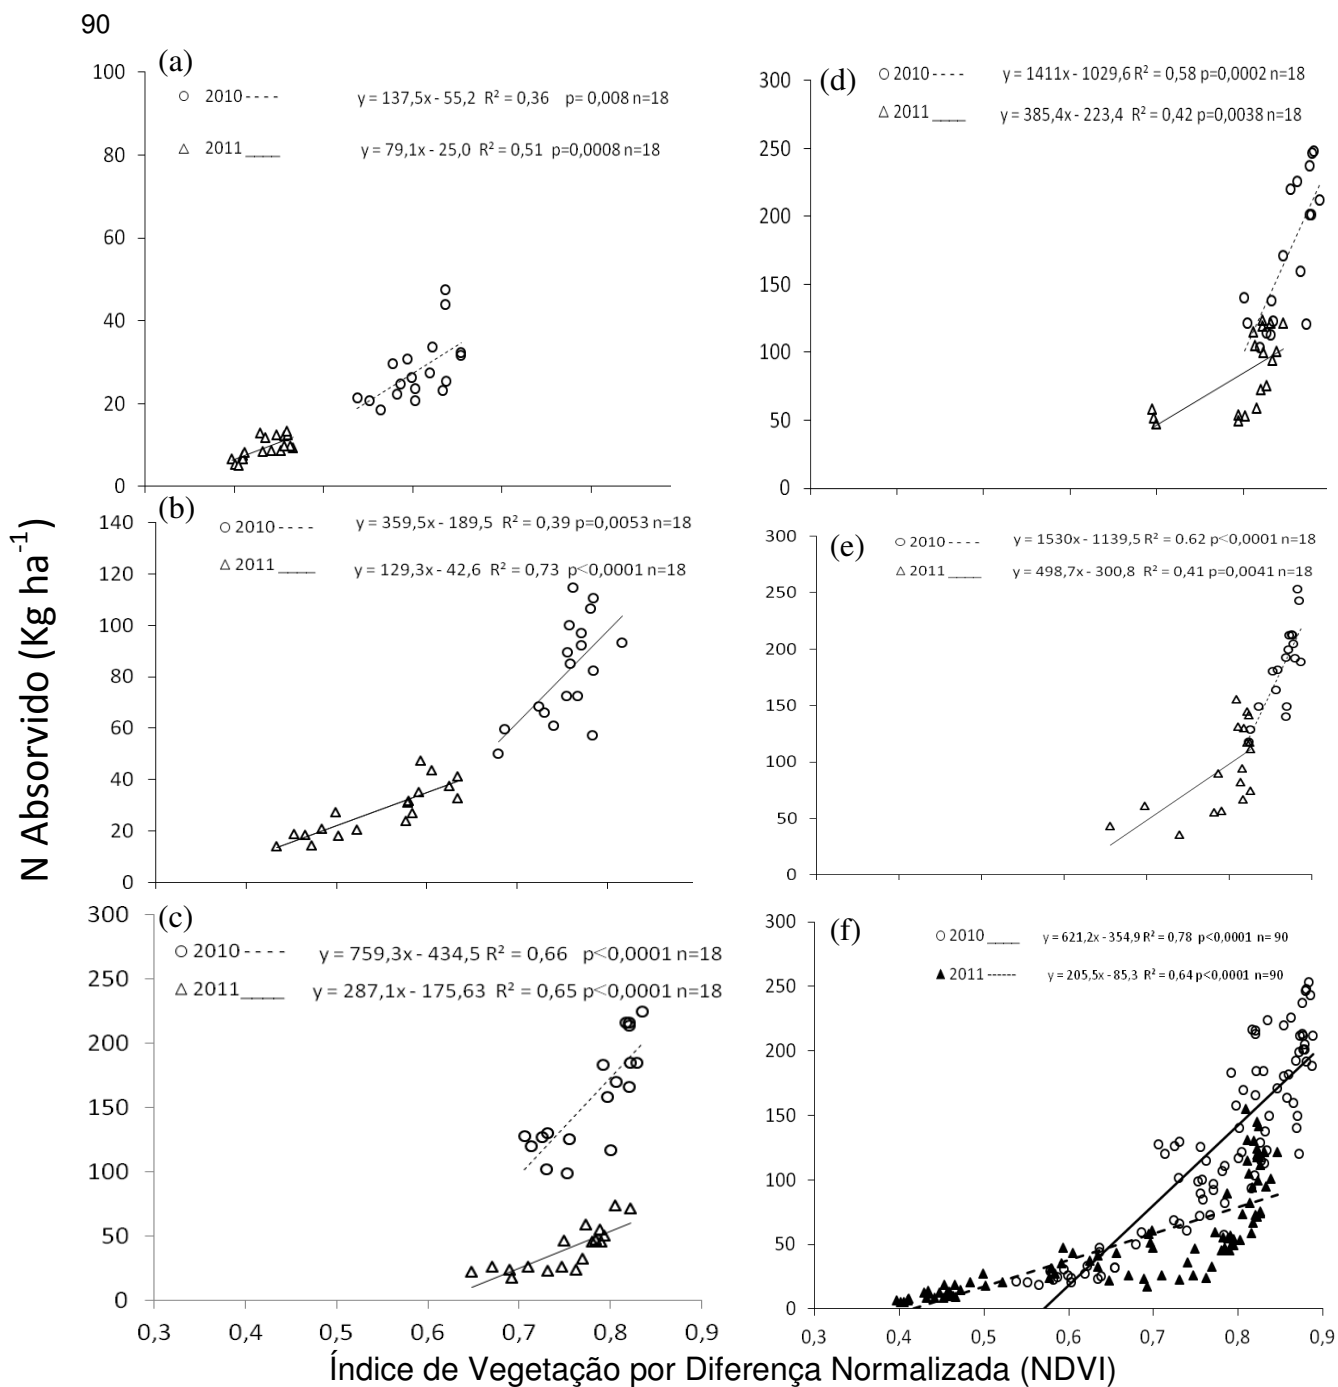 90
(a)
100
80
60
40
20
0
2010 - - - - y = 137,5x - 55,2 R² = 0,36 p= 0,008 n=18
2011 ____ y = 79,1x - 25,0 R² = 0,51 p=0,0008 n=18
(b)
140
120
100
80
60
40
20
0
2010 - - - - y = 359,5x - 189,5 R² = 0,39 p=0,0053 n=18
2011 ____ y = 129,3x - 42,6 R² = 0,73 p<0,0001 n=18
(c)
300
250
200
150
100
50
0
2010 - - - - y = 759,3x - 434,5 R² = 0,66 p<0,0001 n=18
2011 ____ y = 287,1x - 175,63 R² = 0,65 p<0,0001 n=18
0,3 0,4 0,5 0,6 0,7 0,8 0,9
(d)
300
250
200
150
100
50
0
2010 - - - - y = 1411x - 1029,6 R² = 0,58 p=0,0002 n=18
2011 ____ y = 385,4x - 223,4 R² = 0,42 p=0,0038 n=18
(e)
300
250
200
150
100
50
0
2010 - - - - y = 1530x - 1139,5 R² = 0.62 p<0,0001 n=18
2011 ____ y = 498,7x - 300,8 R² = 0,41 p=0,0041 n=18
(f)
300
250
200
150
100
50
0
2010 ____ y = 621,2x - 354,9 R² = 0,78 p<0,0001 n= 90
2011 ------ y = 205,5x - 85,3 R² = 0,64 p<0,0001 n=90
0,3 0,4 0,5 0,6 0,7 0,8 0,9
N Absorvido (Kg ha⁻¹)
Índice de Vegetação por Diferença Normalizada (NDVI)